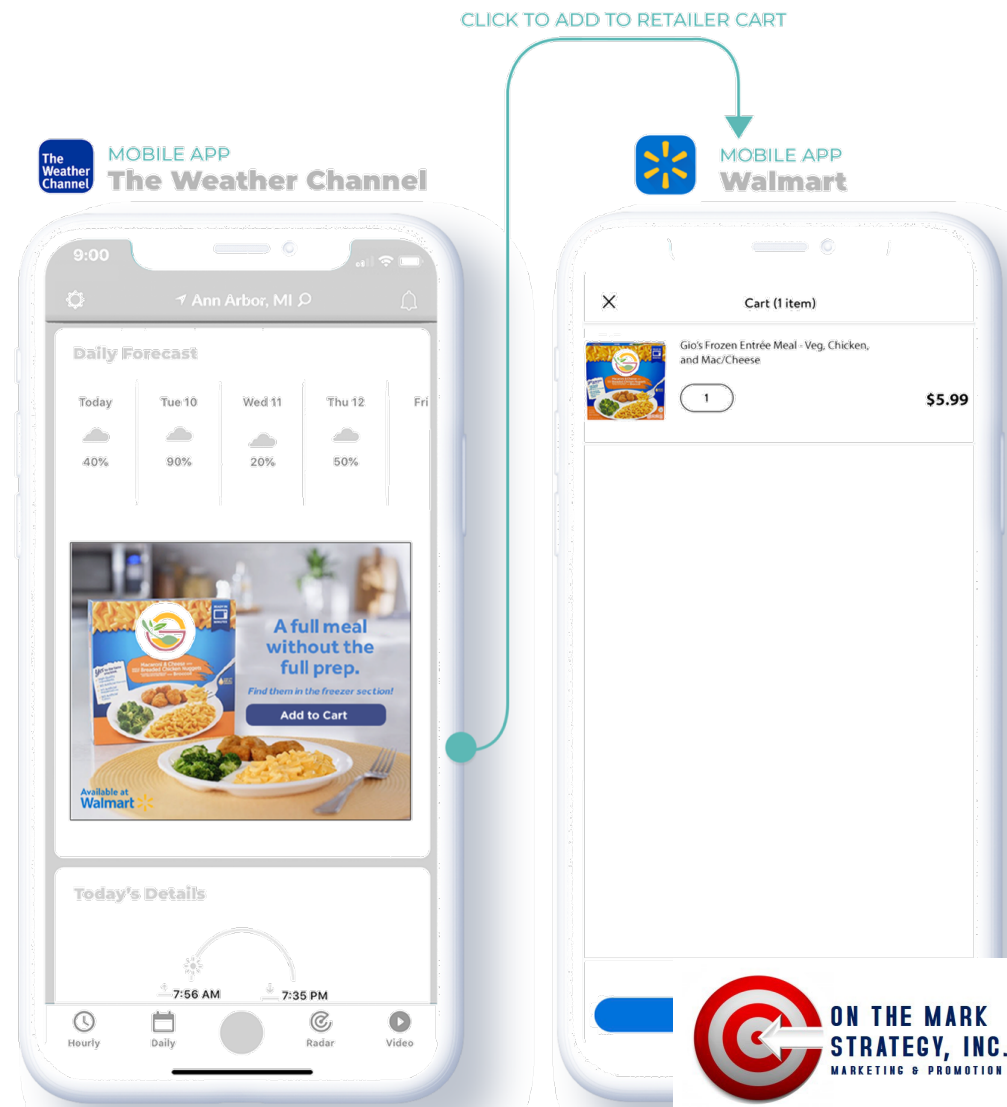 CLICK TO ADD TO RETAILER CART
The
Weather
Channel
MOBILE APP
The Weather Channel
MOBILE APP
Walmart
9:00
Ann Arbor, MI
Daily Forecast
Today
Tue 10
Wed 11
Thu 12
Fri
40%
90%
20%
50%
A full meal
without the
full prep.
Find them in the freezer section!
Add to Cart
Macaroni & Cheese
Available at
Walmart
Today's Details
7:56 AM
7:35 PM
Hourly
Daily
Radar
Video
Cart (1 item)
Gio's Frozen Entrée Meal - Veg, Chicken,
and Mac/Cheese
1
$5.99
ON THE MARK
STRATEGY, INC.
MARKETING & PROMOTION